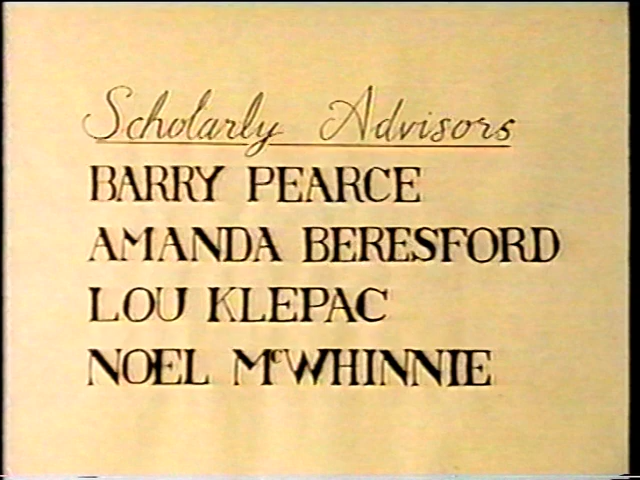 Scholarly Advisors
BARRY PEARCE
AMANDA BERESFORD
LOU KLEPAC
NOEL McWHINNIE